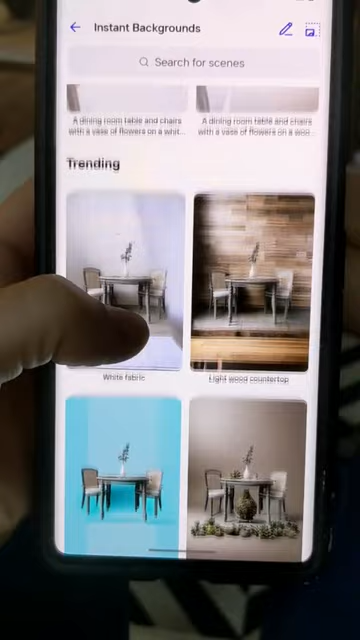 Instant Backgrounds
Search for scenes
A dining room table and chairs
with a vase of flowers on a whit...
A dining room table and chairs
with a vase of flowers on a woo...
Trending
White fabric
Light wood countertop